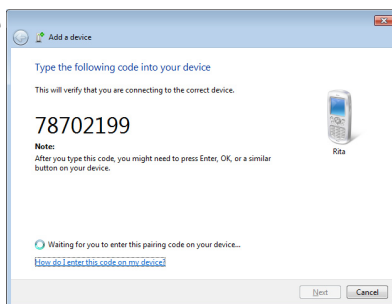 Add a device
Type the following code into your device
This will verify that you are connecting to the correct device.
78702199
Note:
After you type this code, you might need to press Enter, OK, or a similar
button on your device.
Rita
Waiting for you to enter this pairing code on your device...
How do I enter this code on my device?
Next Cancel